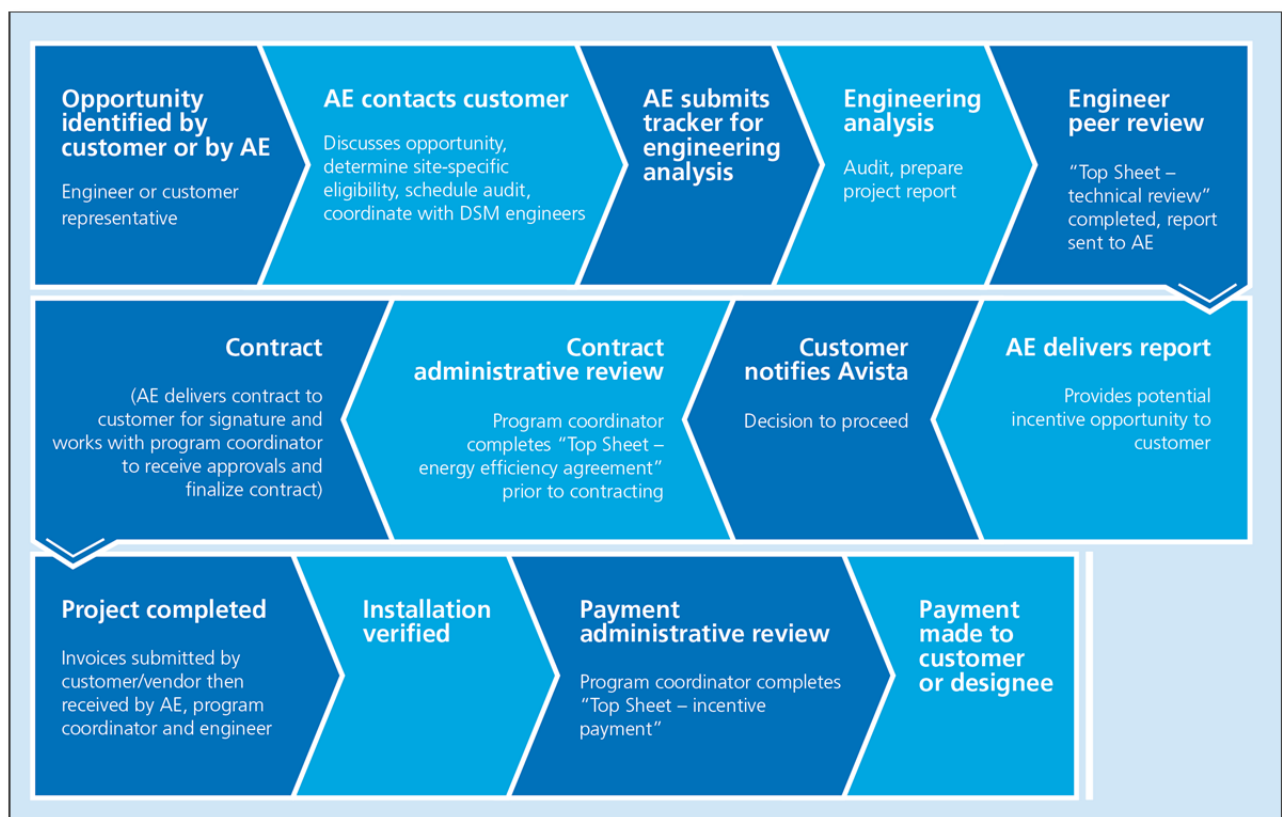 Opportunity
identified by
customer or by AE
Engineer or customer
representative
AE contacts customer
Discusses opportunity,
determine site-specific
eligibility, schedule audit,
coordinate with DSM engineers
AE submits
tracker for
engineering
analysis
Engineering
analysis
Audit, prepare
project report
Engineer
peer review
“Top Sheet –
technical review”
completed, report
sent to AE
AE delivers report
Provides potential
incentive opportunity to
customer
Customer
notifies Avista
Decision to proceed
Contract
administrative review
Program coordinator
completes “Top Sheet –
energy efficiency agreement”
prior to contracting
Contract
(AE delivers contract to
customer for signature and
works with program coordinator
to receive approvals and
finalize contract)
Project completed
Invoices submitted by
customer/vendor then
received by AE, program
coordinator and engineer
Installation
verified
Payment
administrative review
Program coordinator completes
“Top Sheet – incentive
payment”
Payment
made to
customer
or designee